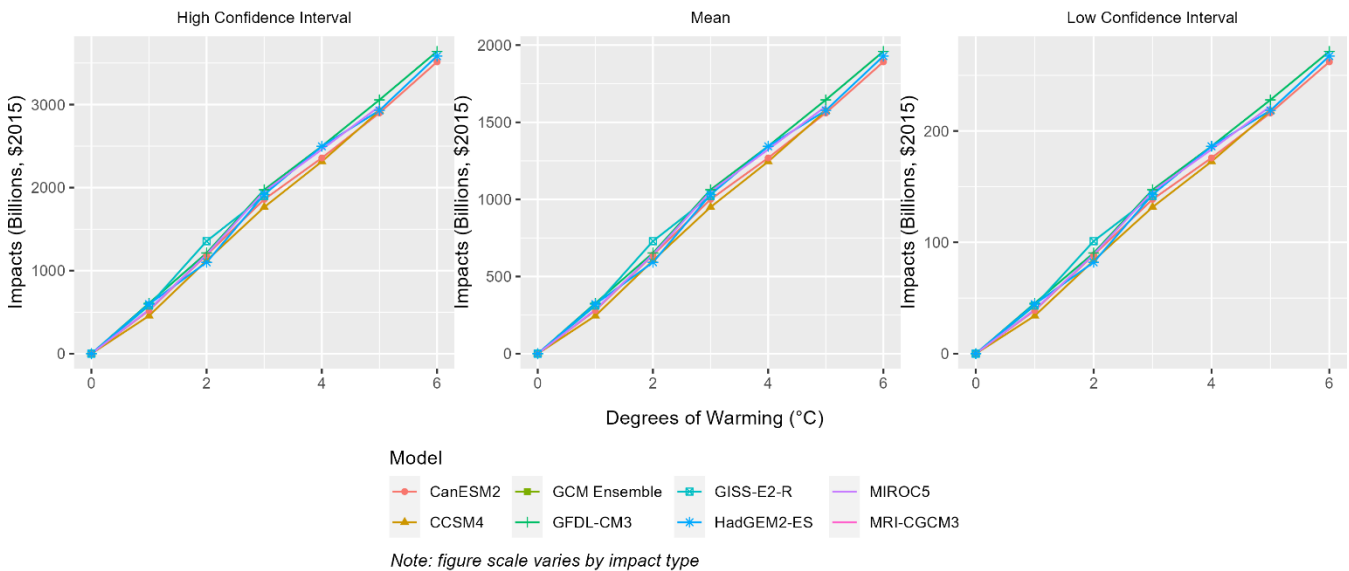 High Confidence Interval
Mean
Low Confidence Interval
Impacts (Billions, $2015)
3000
2000
1000
0
0 2 4 6
Impacts (Billions, $2015)
2000
1500
1000
500
0
0 2 4 6
Impacts (Billions, $2015)
200
100
0
0 2 4 6
Degrees of Warming (°C)
Model
CanESM2 GCM Ensemble GISS-E2-R MIROC5
CCSM4 GFDL-CM3 HadGEM2-ES MRI-CGCM3
Note: figure scale varies by impact type